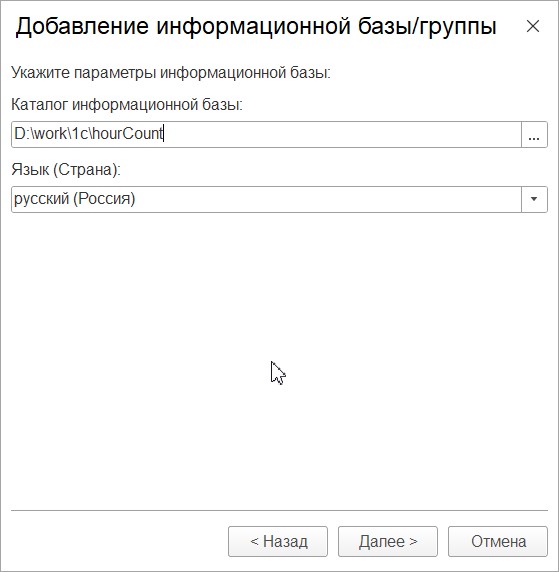 Добавление информационной базы/группы
Укажите параметры информационной базы:
Каталог информационной базы:
D:\work\1c\hourCount
...
Язык (Страна):
русский (Россия)
< Назад
Далее >
Отмена